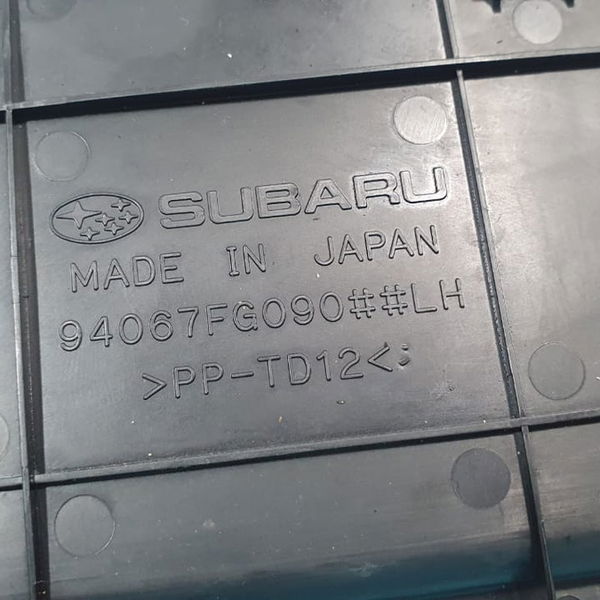 SUBARU
MADE IN JAPAN
94067FG090##LH
>PP-TD12<